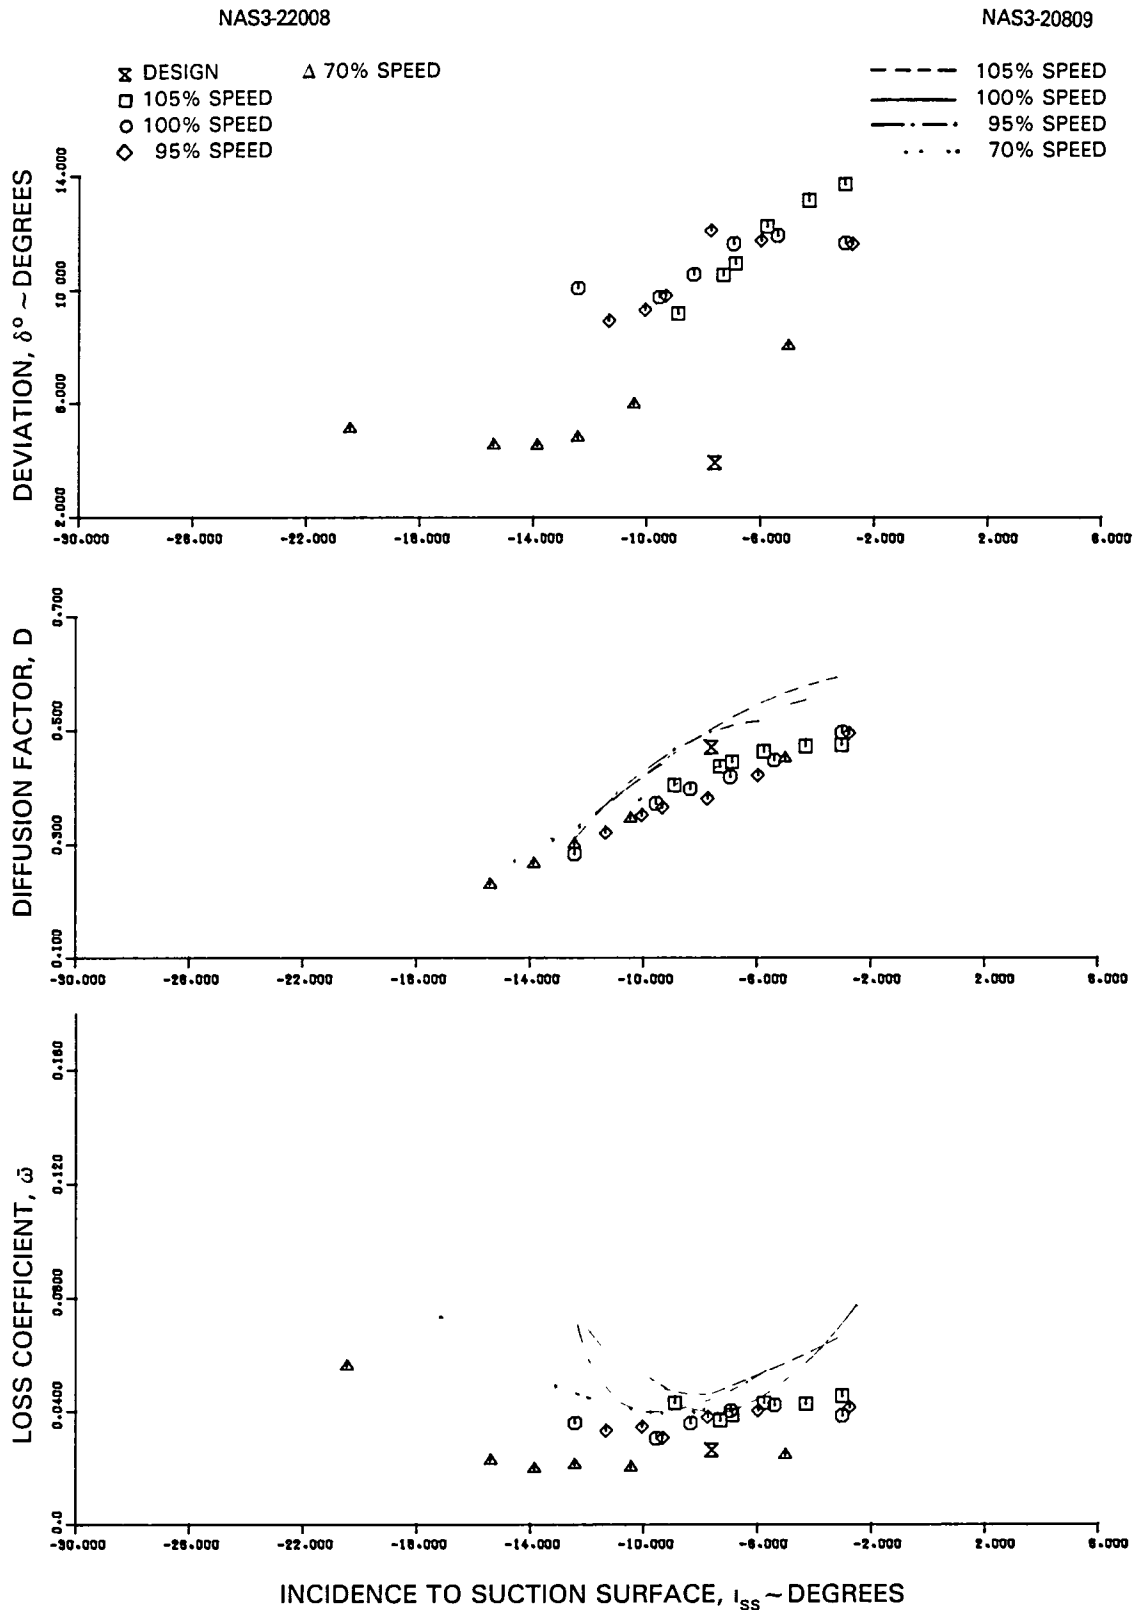 NAS3-22008
NAS3-20809
DESIGN
70% SPEED
105% SPEED
100% SPEED
95% SPEED
105% SPEED
100% SPEED
95% SPEED
70% SPEED
DEVIATION, δ° ~ DEGREES
14.000
10.000
6.000
2.000
-30.000 -26.000 -22.000 -18.000 -14.000 -10.000 -6.000 -2.000 2.000 6.000
DIFFUSION FACTOR, D
0.700
0.500
0.300
0.100
-30.000 -26.000 -22.000 -18.000 -14.000 -10.000 -6.000 -2.000 2.000 6.000
LOSS COEFFICIENT, ω̄
0.160
0.120
0.0800
0.0400
0.0
-30.000 -26.000 -22.000 -18.000 -14.000 -10.000 -6.000 -2.000 2.000 6.000
INCIDENCE TO SUCTION SURFACE, ιss ~ DEGREES